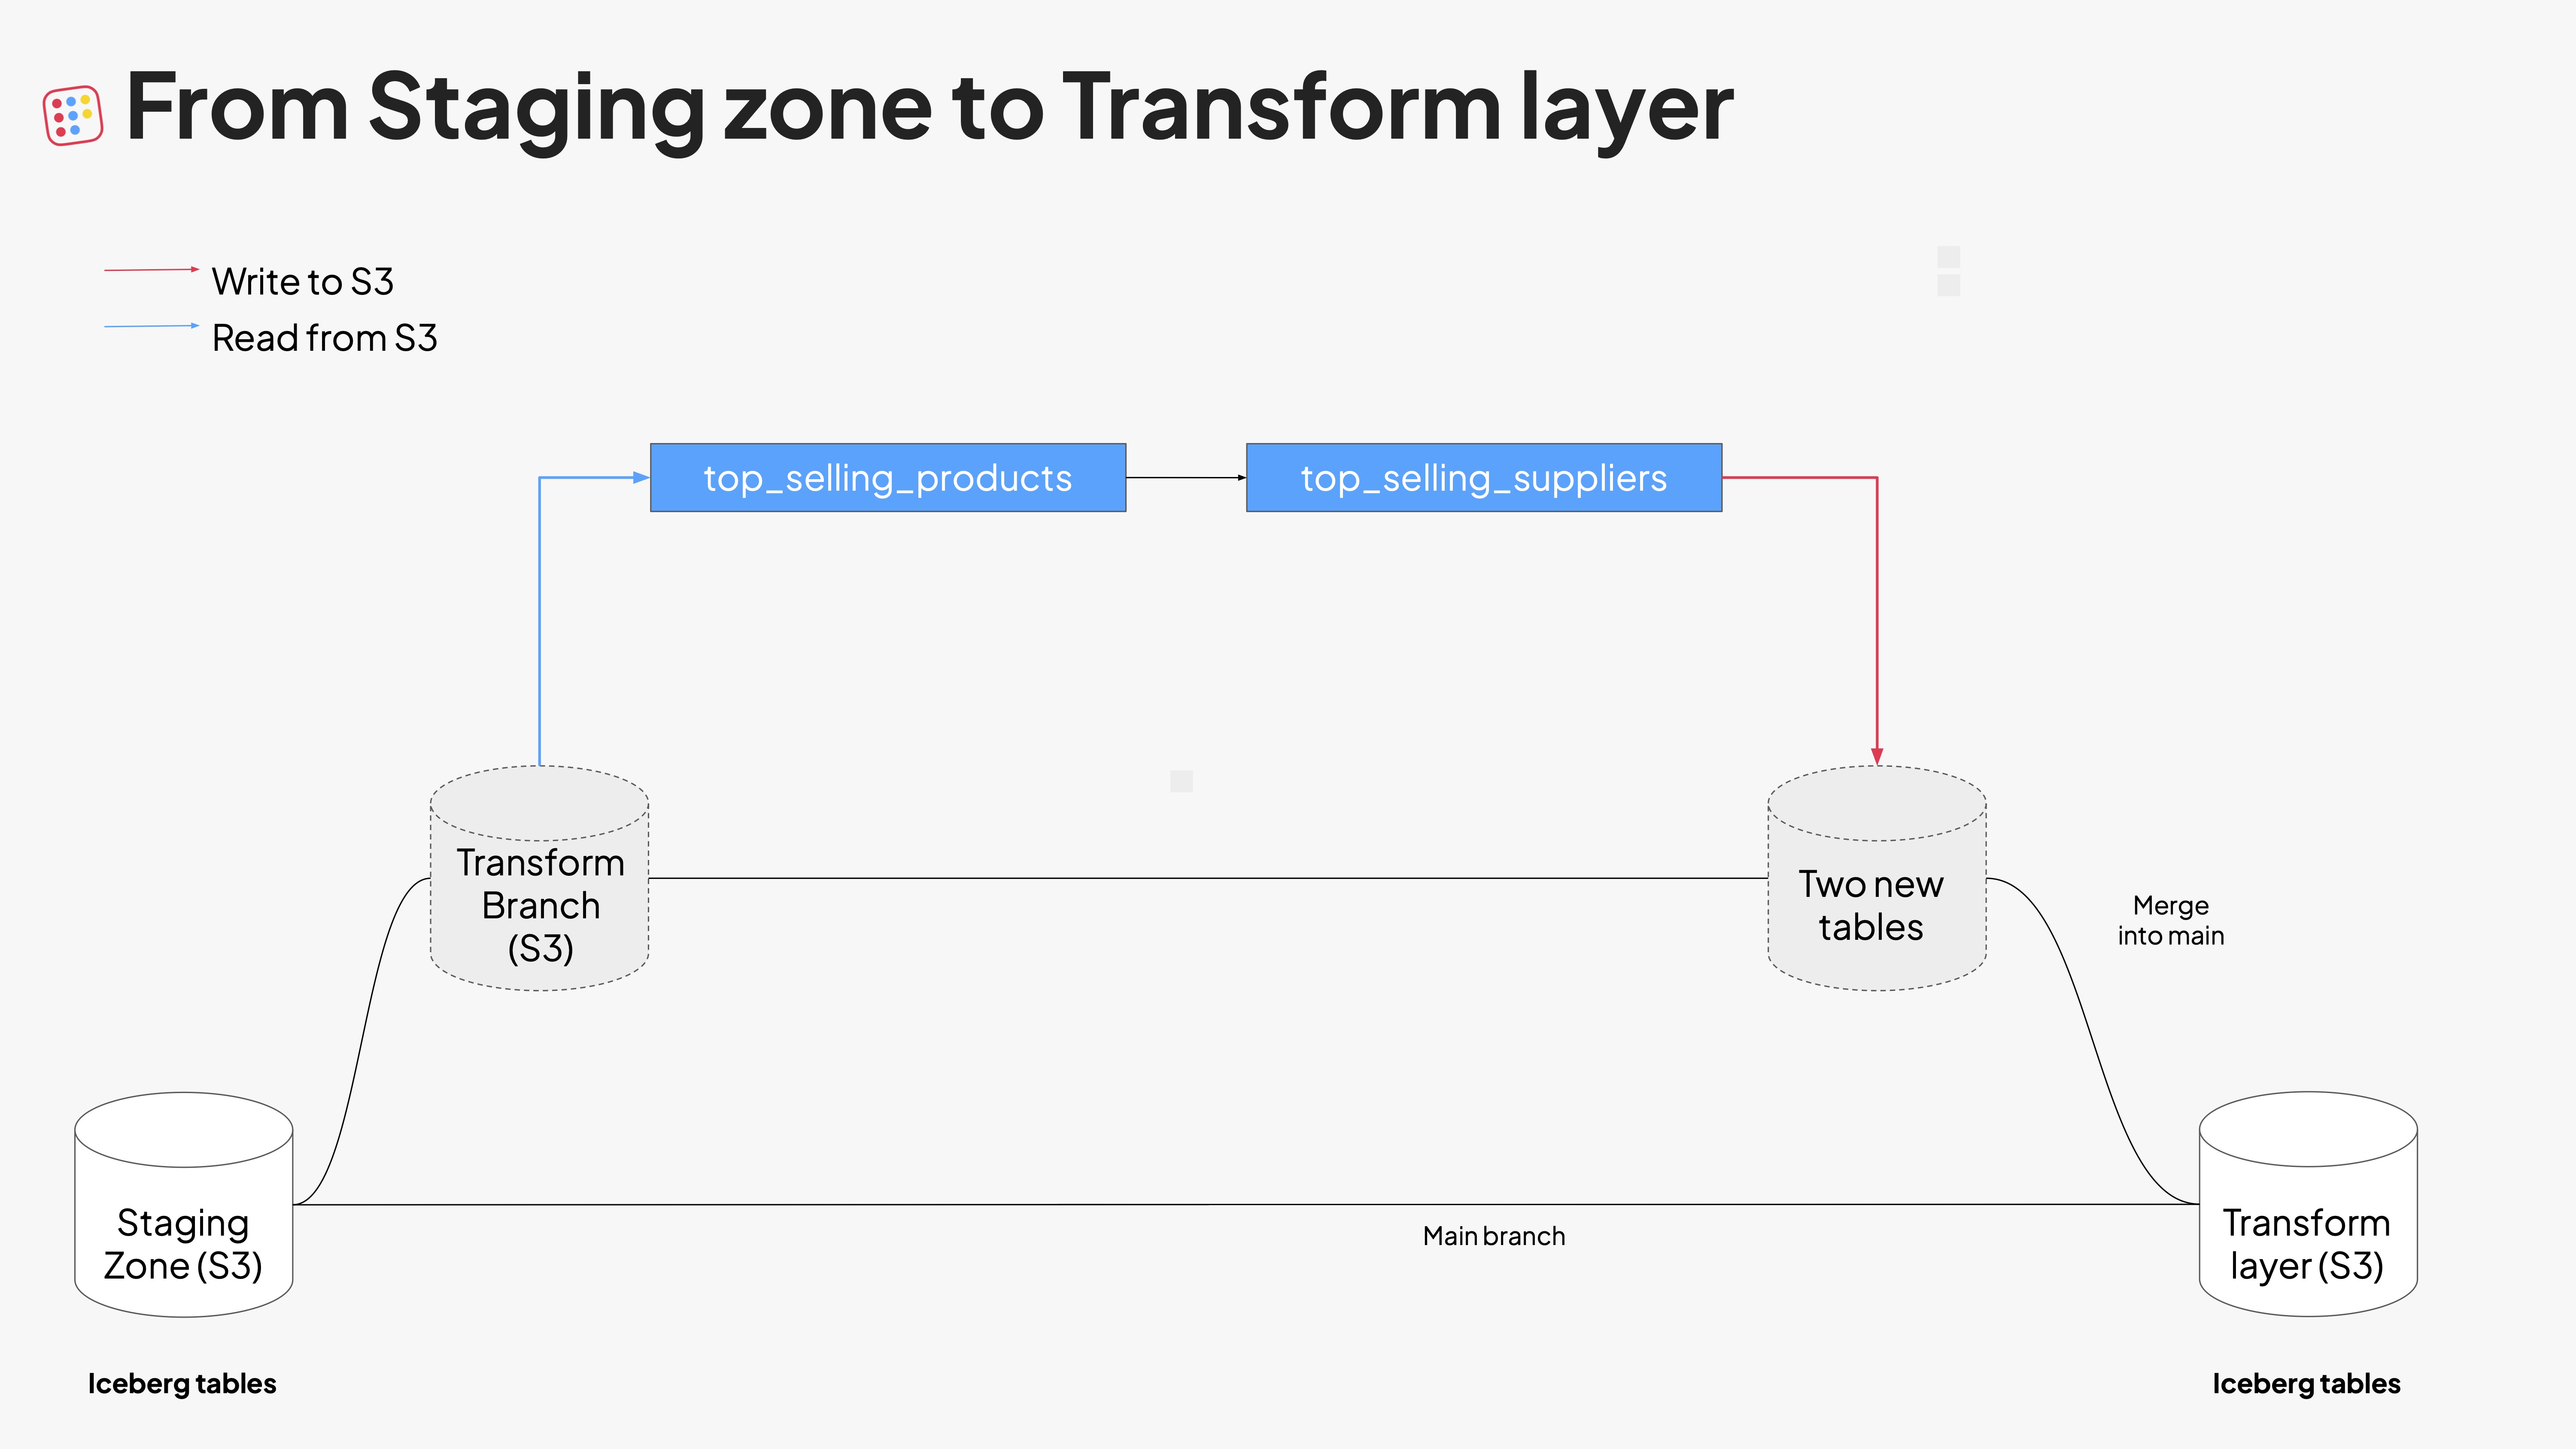 From Staging zone to Transform layer
Write to S3
Read from S3
top_selling_products
top_selling_suppliers
Transform
Branch
(S3)
Two new
tables
Merge
into main
Staging
Zone (S3)
Main branch
Transform
layer (S3)
Iceberg tables
Iceberg tables